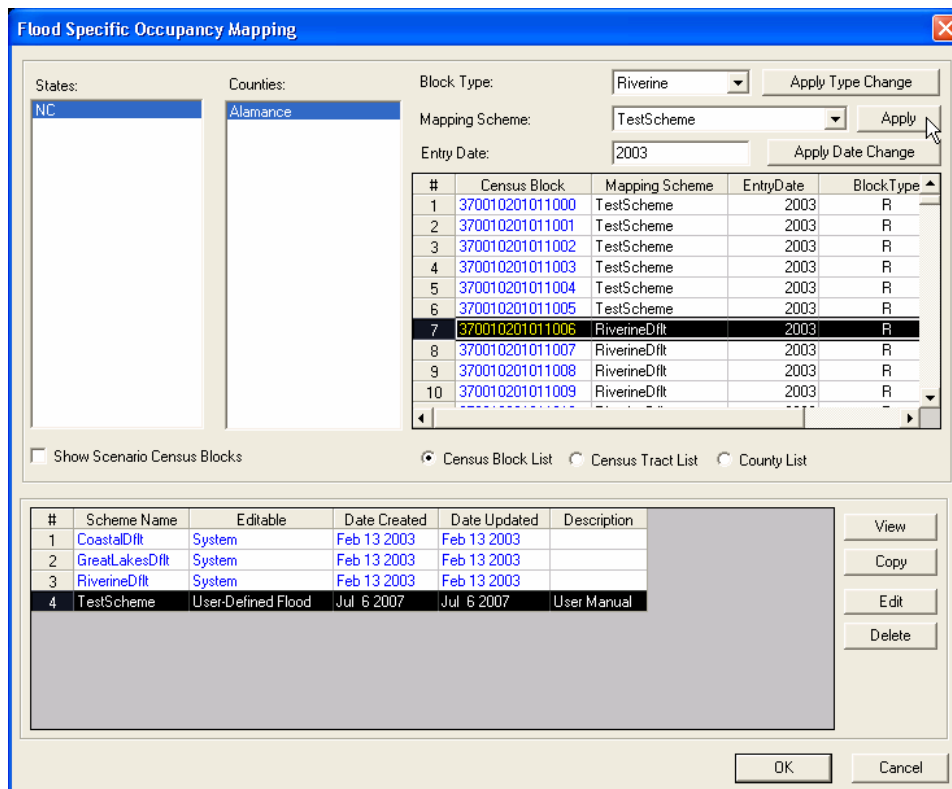 Flood Specific Occupancy Mapping
States:
NC
Counties:
Alamance
Block Type: Riverine Apply Type Change
Mapping Scheme: TestScheme Apply
Entry Date: 2003 Apply Date Change
# Census Block Mapping Scheme EntryDate BlockType
1 370010201011000 TestScheme 2003 R
2 370010201011001 TestScheme 2003 R
3 370010201011002 TestScheme 2003 R
4 370010201011003 TestScheme 2003 R
5 370010201011004 TestScheme 2003 R
6 370010201011005 TestScheme 2003 R
7 370010201011006 RiverineDflt 2003 R
8 370010201011007 RiverineDflt 2003 R
9 370010201011008 RiverineDflt 2003 R
10 370010201011009 RiverineDflt 2003 R
Show Scenario Census Blocks
Census Block List Census Tract List County List
# Scheme Name Editable Date Created Date Updated Description
1 CoastalDflt System Feb 13 2003 Feb 13 2003
2 GreatLakesDflt System Feb 13 2003 Feb 13 2003
3 RiverineDflt System Feb 13 2003 Feb 13 2003
4 TestScheme User-Defined Flood Jul 6 2007 Jul 6 2007 User Manual
View
Copy
Edit
Delete
OK Cancel